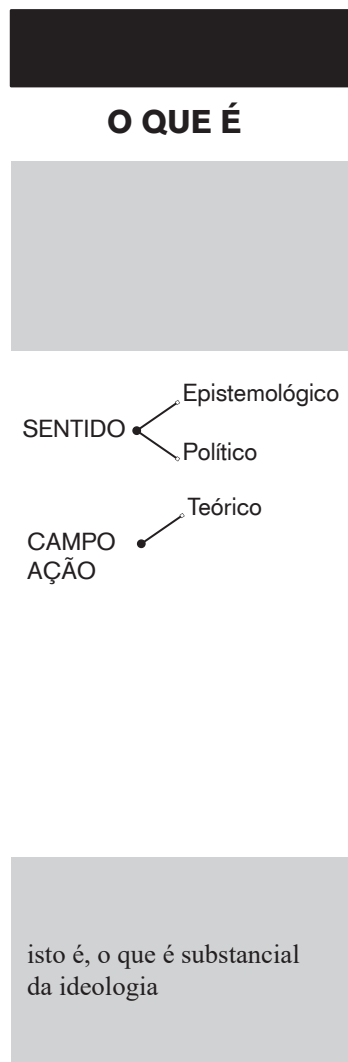 O QUE É
Epistemológico
SENTIDO
Político
Teórico
CAMPO
AÇÃO
isto é, o que é substancial
da ideologia